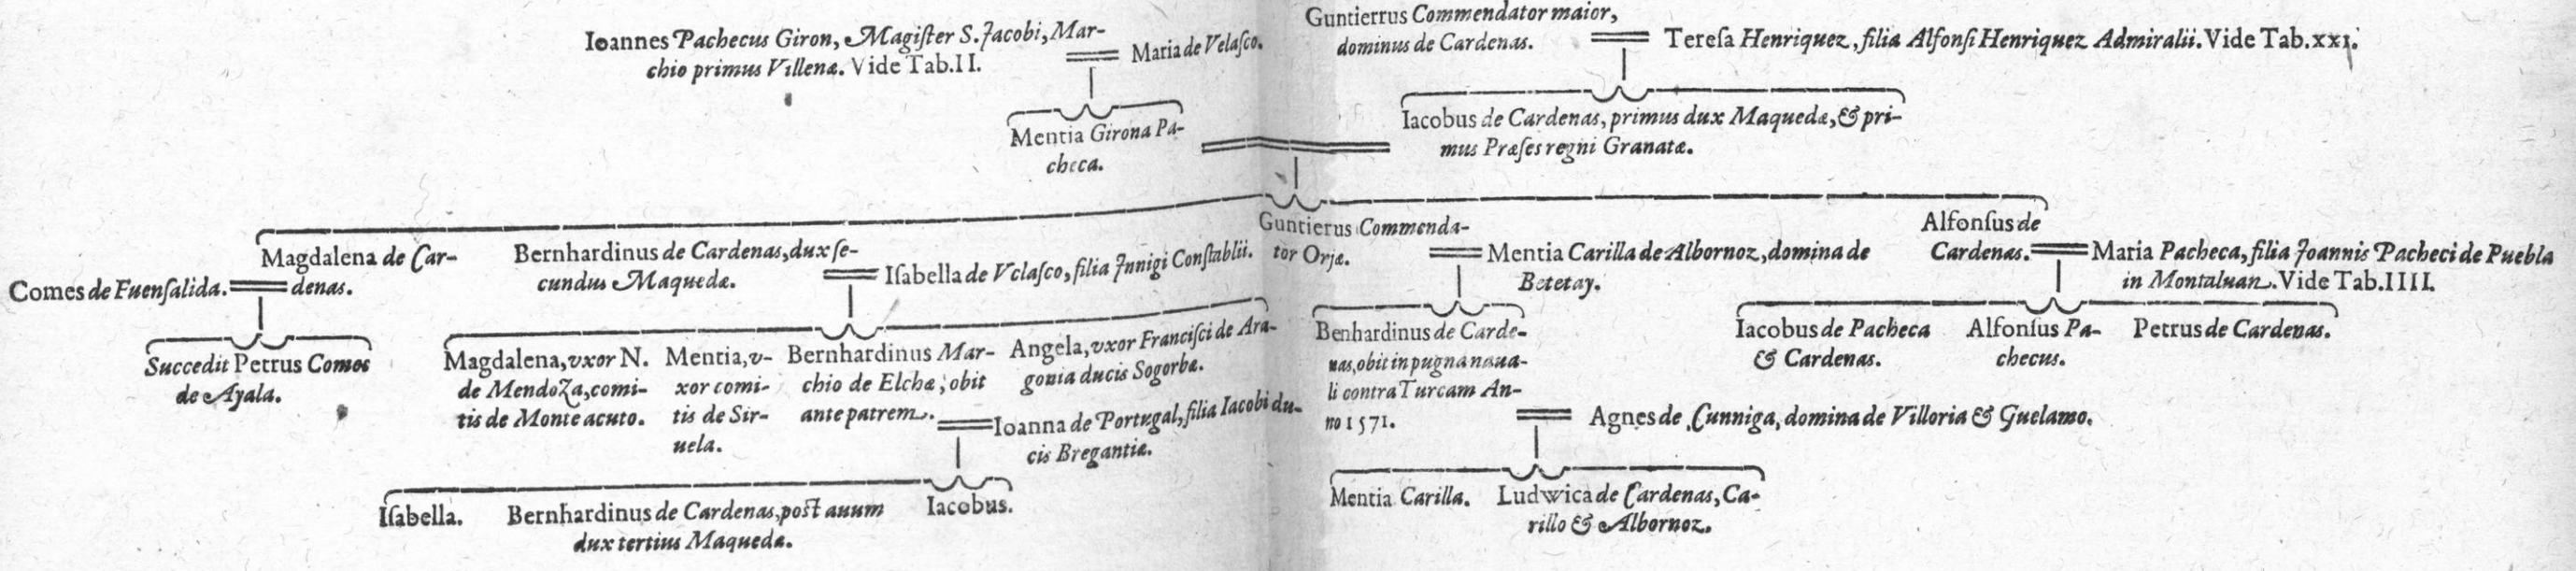 Ioannes Pachecus Giron, Magiſter S. Jacobi, Mar-
chio primus Villenæ. Vide Tab. II.
Maria de Velaſco.
Guntierrus Commendator maior,
dominus de Cardenas.
Tereſa Henriquez, filia Alfonſi Henriquez Admiralii. Vide Tab. xxi.
Mentia Girona Pa-
checa.
Iacobus de Cardenas, primus dux Maquedæ, & pri-
mus Præſes regni Granatæ.
Comes de Fuenſalida.
Magdalena de Car-
denas.
Bernhardinus de Cardenas, dux ſe-
cundus Maquedæ.
Iſabella de Velaſco, filia Jnnigi Conſtablii.
Guntierus Commenda-
tor Orjæ.
Mentia Carilla de Albornoz, domina de
Betetay.
Alfonſus de
Cardenas.
Maria Pacheca, filia Joannis Pacheci de Puebla
in Montaluan. Vide Tab. IIII.
Succedit Petrus Comes
de Ayala.
Magdalena, vxor N.
de Mendoza, comi-
tis de Monte acuto.
Mentia, v-
xor comi-
tis de Sir-
uela.
Bernhardinus Mar-
chio de Elchæ, obit
ante patrem.
Angela, vxor Franciſci de Ara-
gonia ducis Sogorbæ.
Ioanna de Portugal, filia Iacobi du-
cis Bregantiæ.
Benhardinus de Carde-
nas, obit in pugna naua-
li contra Turcam An-
no 1571.
Agnes de Cunniga, domina de Villoria & Guelamo.
Iacobus de Pacheca
& Cardenas.
Alfonſus Pa-
checus.
Petrus de Cardenas.
Iſabella.
Bernhardinus de Cardenas, poſt auum
dux tertius Maquedæ.
Iacobus.
Mentia Carilla.
Ludwica de Cardenas, Ca-
rillo & Albornoz.